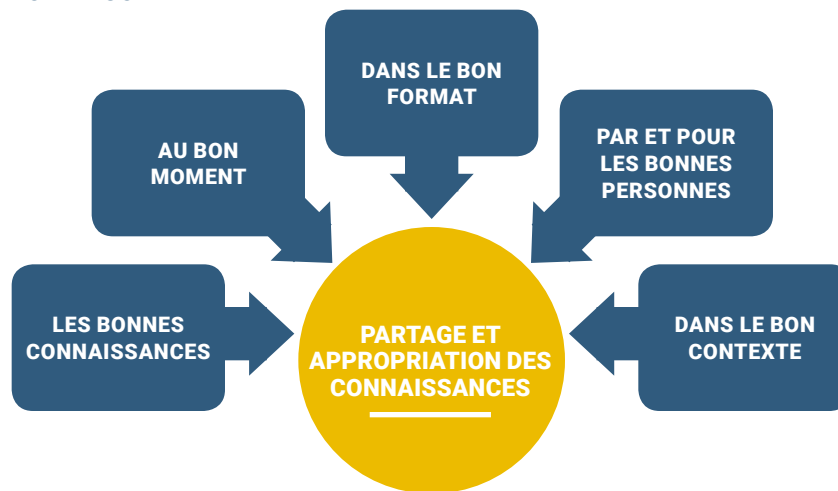 DANS LE BON
FORMAT
AU BON
MOMENT
PAR ET POUR
LES BONNES
PERSONNES
LES BONNES
CONNAISSANCES
DANS LE BON
CONTEXTE
PARTAGE ET
APPROPRIATION DES
CONNAISSANCES